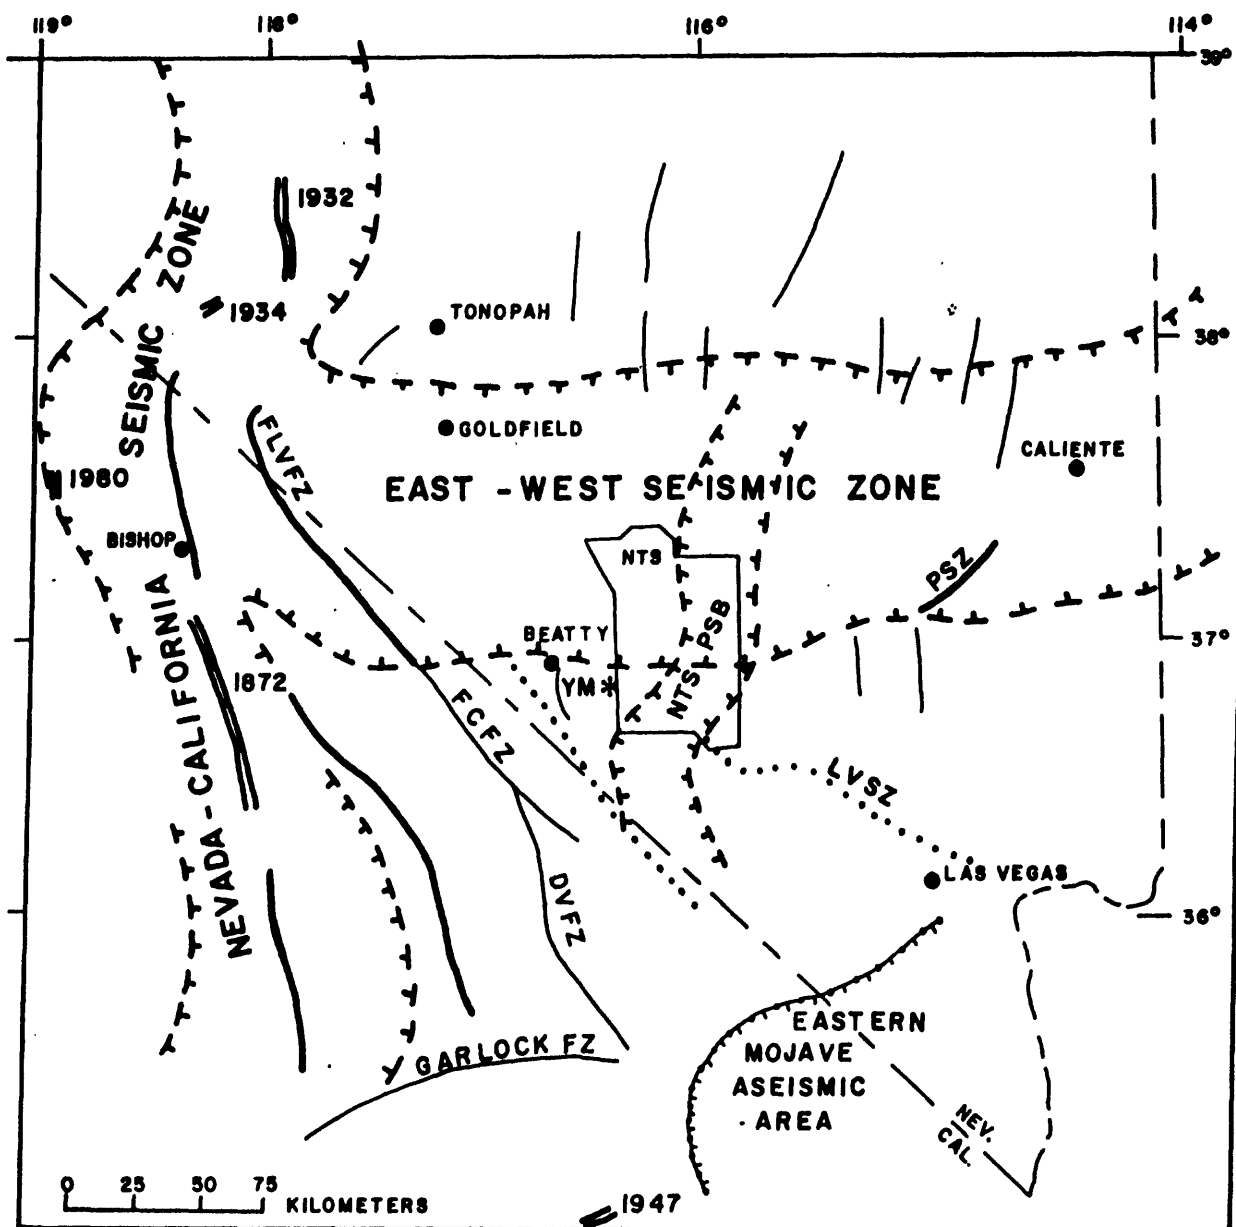 119° 118° 116° 114°
39°
1932
ZONE
1934
TONOPAH
38°
SEISMIC
FLVFZ
GOLDFIELD
CALIENTE
1980
EAST - WEST SEISMIC ZONE
BISHOP
NTS
PSZ
NEVADA - CALIFORNIA
BEATTY
NTS - PSB
37°
1872
YM *
FCFZ
LVSZ
LAS VEGAS
DVFZ
36°
EASTERN
MOJAVE
ASEISMIC
AREA
GARLOCK FZ
NEV.
CAL.
0 25 50 75
KILOMETERS
1947